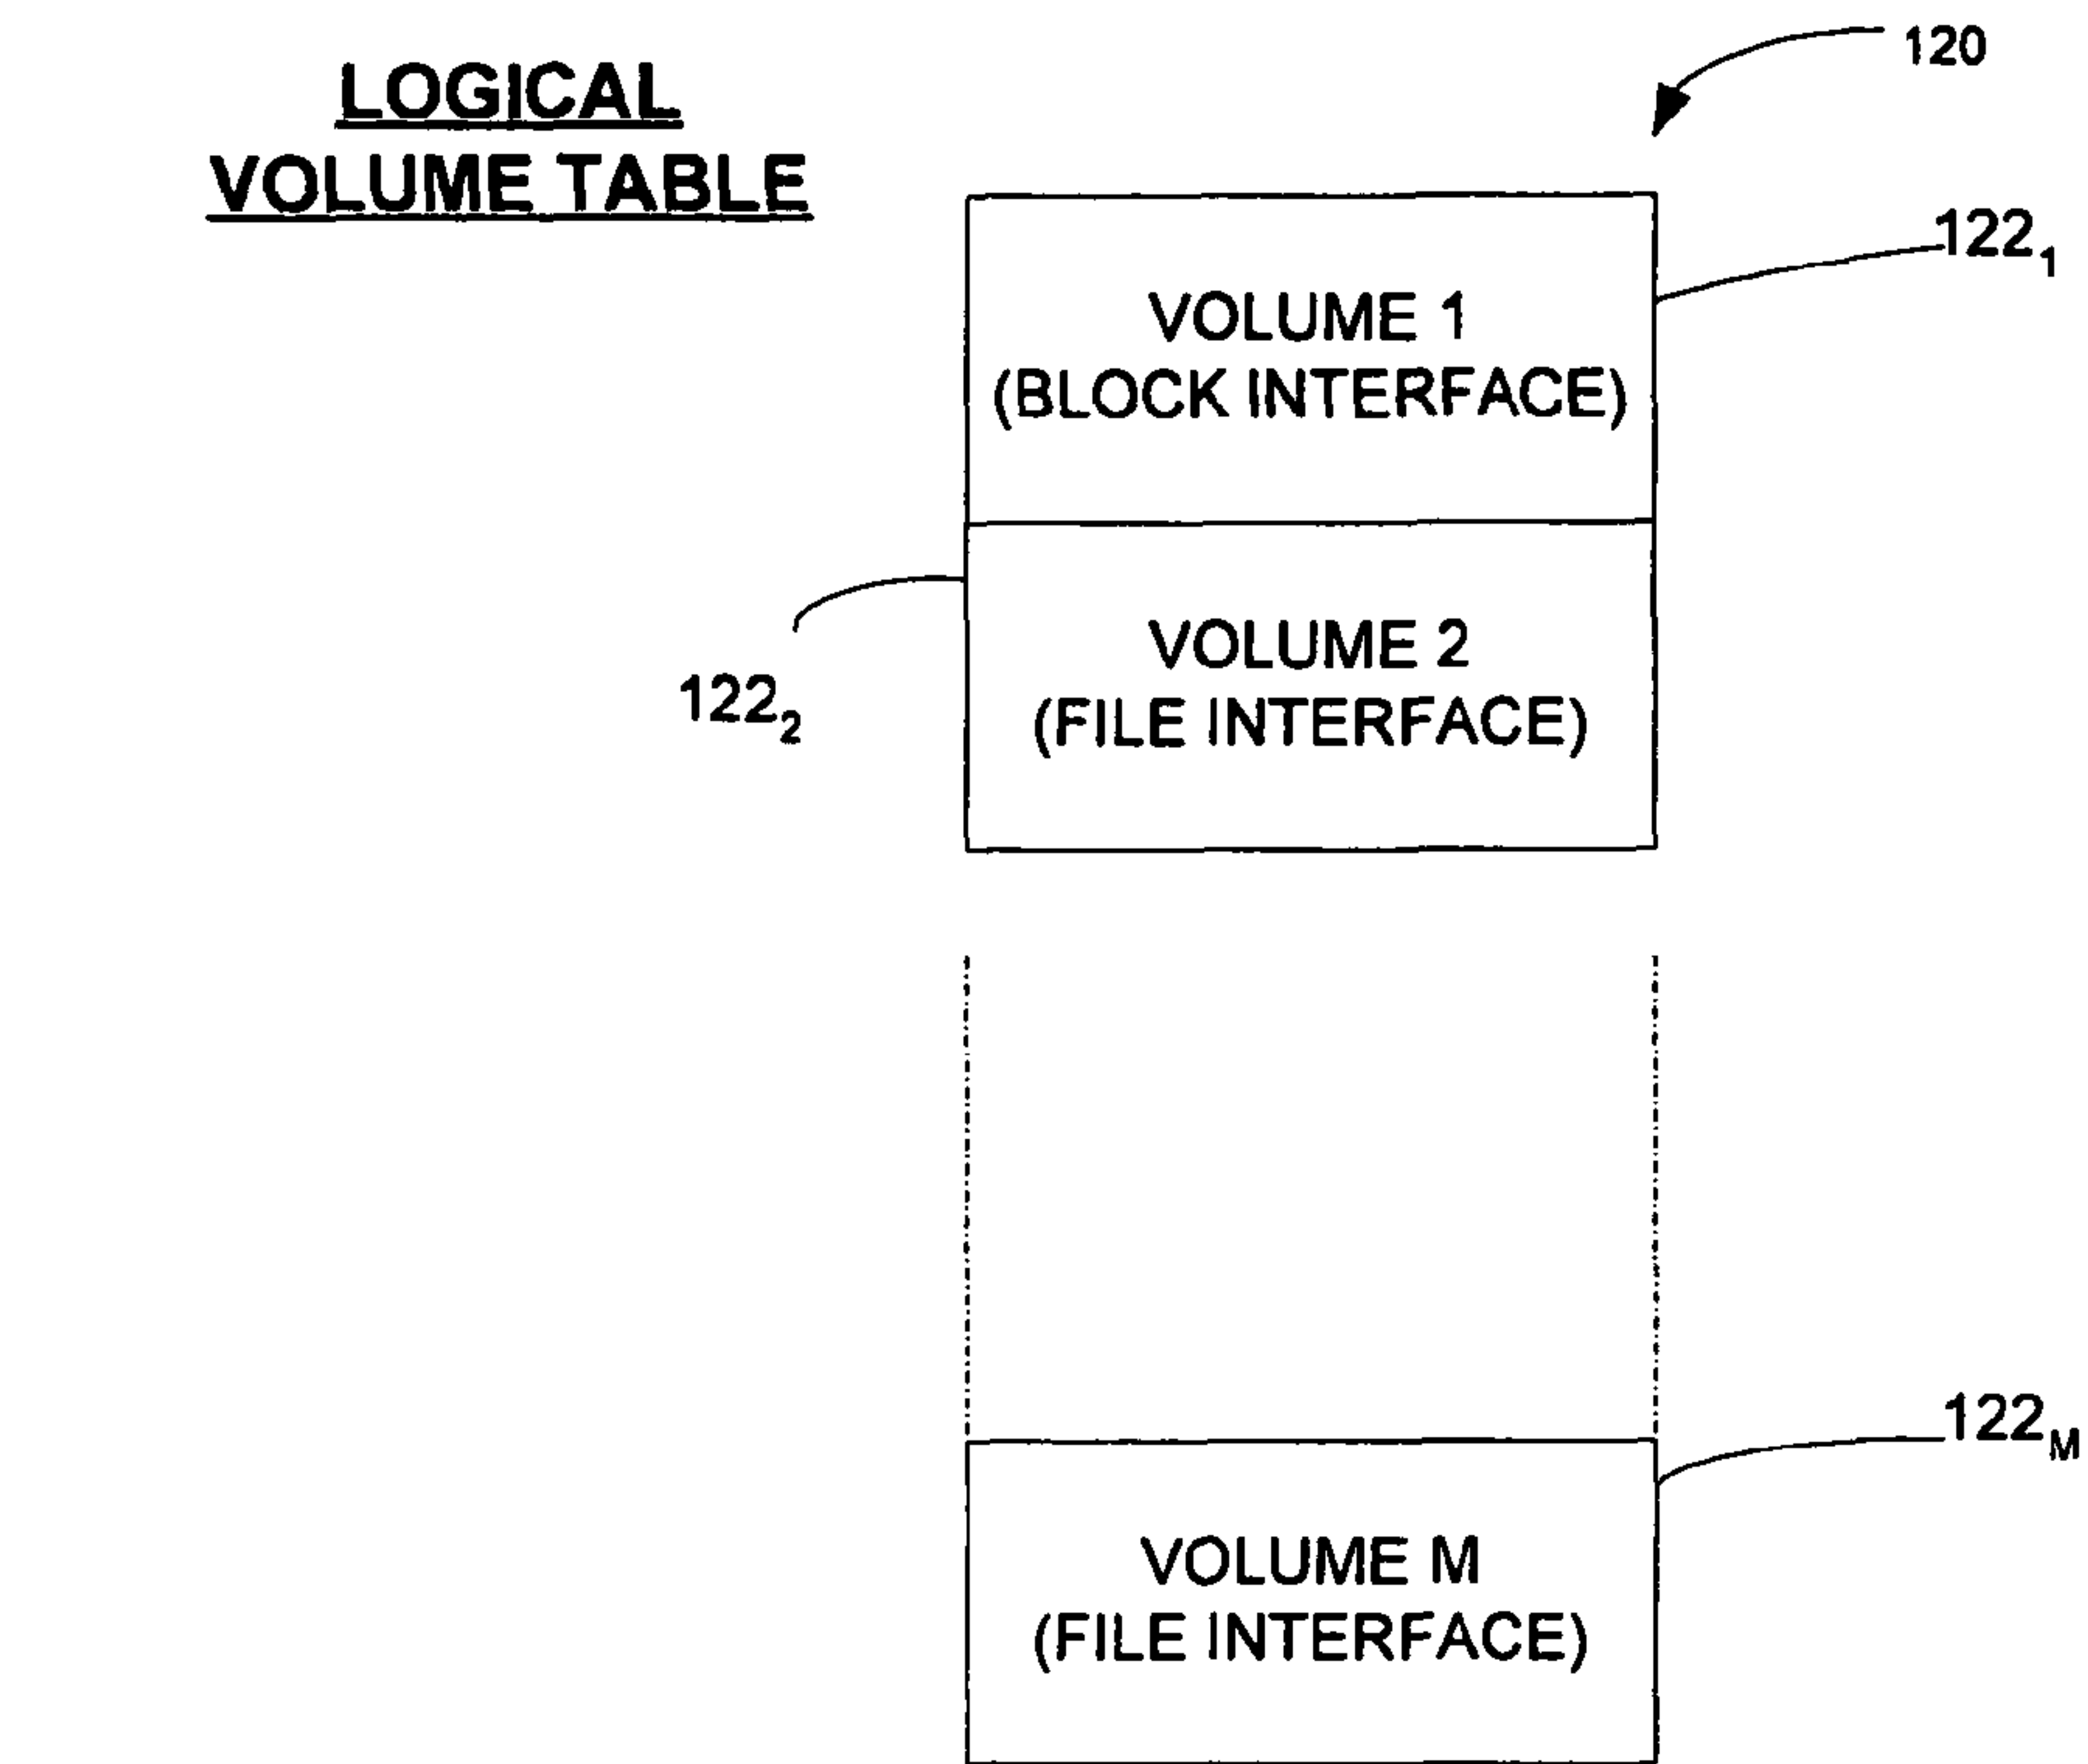 LOGICAL
VOLUME TABLE
120
122₁
VOLUME 1
(BLOCK INTERFACE)
122₂
VOLUME 2
(FILE INTERFACE)
122M
VOLUME M
(FILE INTERFACE)